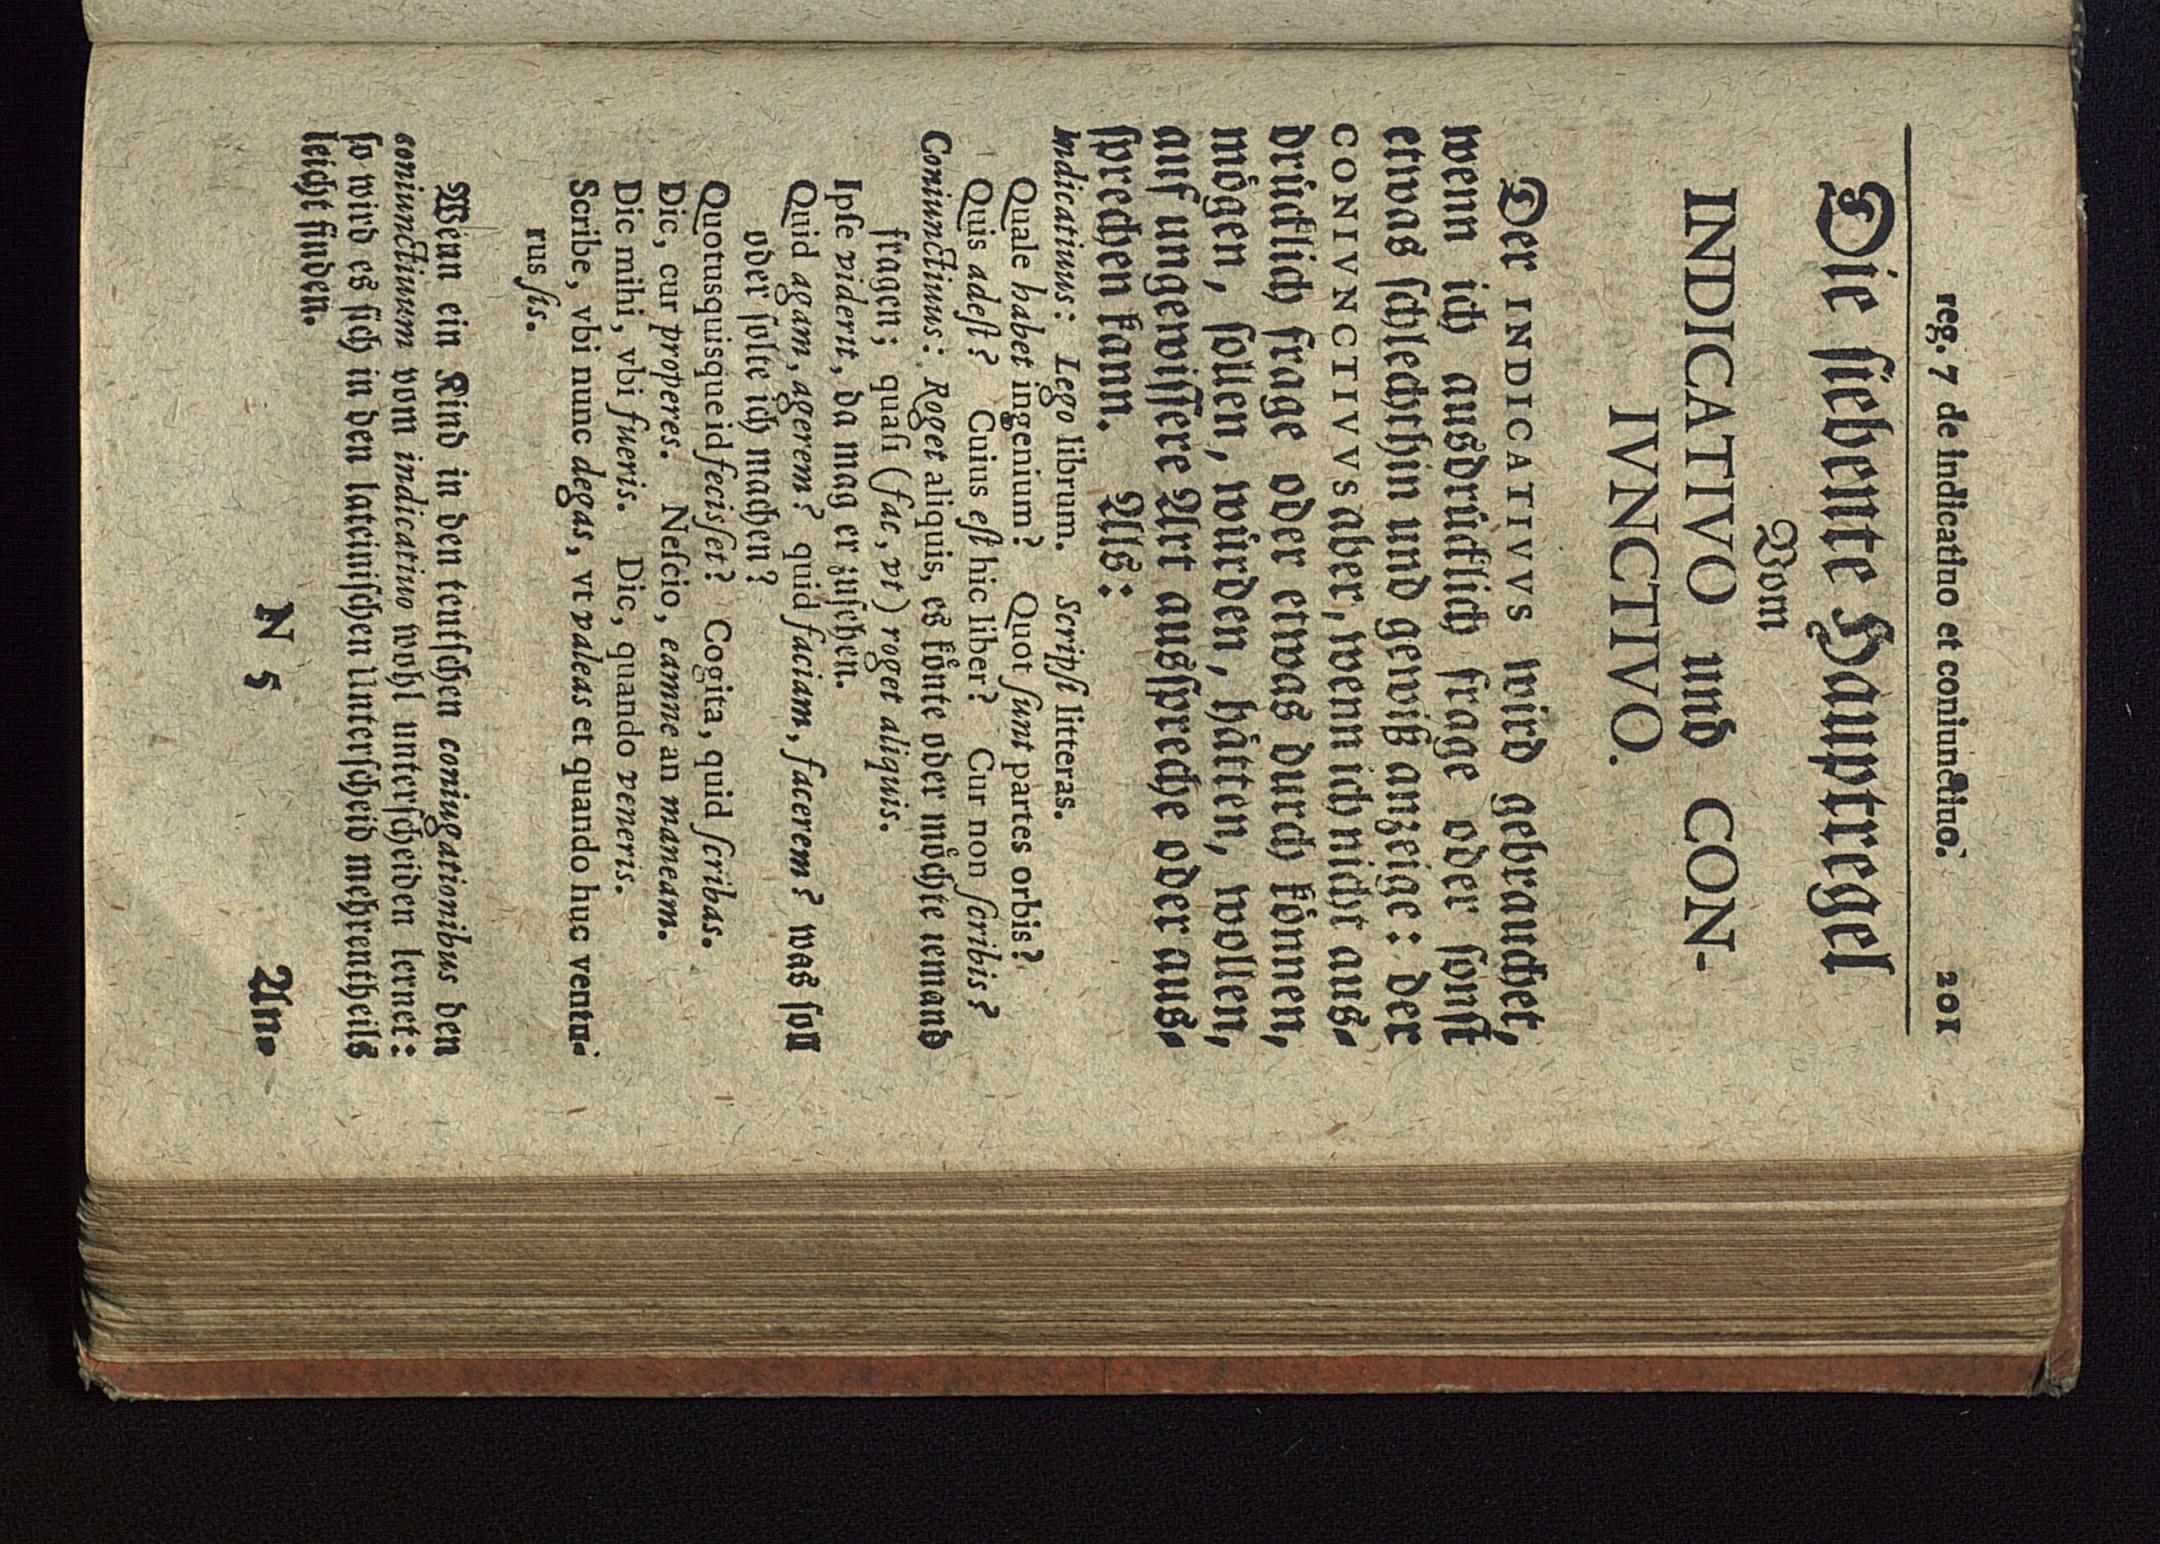 reg. 7 de indicatiuo et coniunctiuo. 201
Die siebente Hauptregel
Vom
INDICATIVO und CON-
IVNCTIVO.
Der INDICATIVVS wird gebrauchet,
wenn ich ausdrücklich frage oder sonst
etwas schlechthin und gewiß anzeige: der
CONIVNCTIVVS aber, wenn ich nicht aus-
drücklich frage oder etwas durch können,
mögen, sollen, würden, hätten, wollen,
auf ungewissere Art ausspreche oder aus-
sprechen kann. Als:
Indicatiuus: Lego librum. Scripsi litteras.
Quale habet ingenium? Quot sunt partes orbis?
Quis adest? Cuius est hic liber? Cur non scribis?
Coniunctiuus: Roget aliquis, es könte oder möchte iemand
fragen; quasi (fac, vt) roget aliquis.
Ipse viderit, da mag er zusehen.
Quid agam, agerem? quid faciam, facerem? was soll
oder solte ich machen?
Quotusquisque id fecisset? Cogita, quid scribas.
Dic, cur properes. Nescio, eamne an maneam.
Dic mihi, vbi fueris. Dic, quando veneris.
Scribe, vbi nunc degas, vt valeas et quando huc ventu-
rus sis.
Wenn ein Kind in den teutschen coniugationibus den
coniunctiuum vom indicatiuo wohl unterscheiden lernet:
so wird es sich in den lateinischen Unterscheid mehrentheils
leicht finden.
N 5 An-